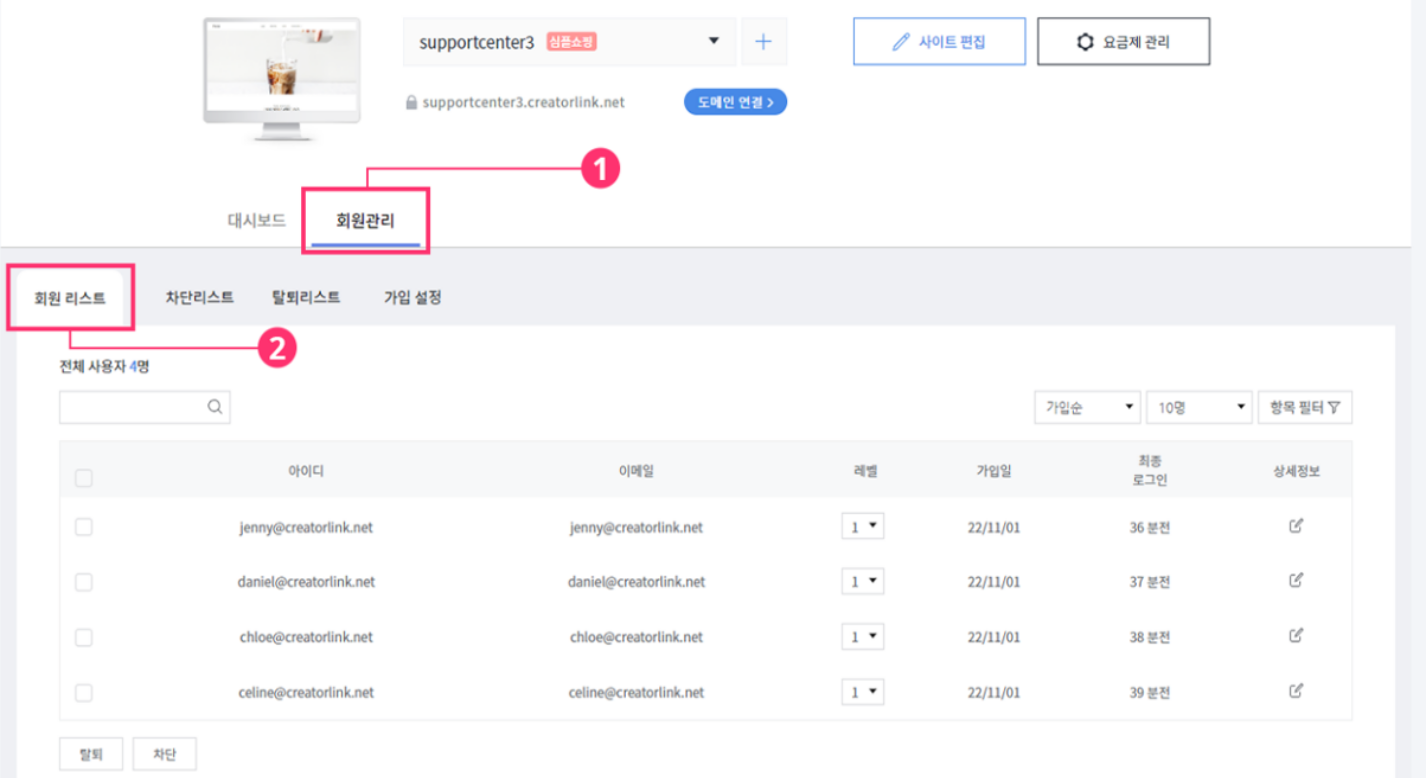 supportcenter3 심플쇼핑
+
사이트 편집
요금제 관리
supportcenter3.creatorlink.net
도메인 연결 >
1
대시보드 회원관리
회원 리스트 차단리스트 탈퇴리스트 가입 설정
2
전체 사용자 4명
가입순 10명 항목 필터
아이디 이메일 레벨 가입일 최종 로그인 상세정보
jenny@creatorlink.net jenny@creatorlink.net 1 22/11/01 36 분전
daniel@creatorlink.net daniel@creatorlink.net 1 22/11/01 37 분전
chloe@creatorlink.net chloe@creatorlink.net 1 22/11/01 38 분전
celine@creatorlink.net celine@creatorlink.net 1 22/11/01 39 분전
탈퇴 차단